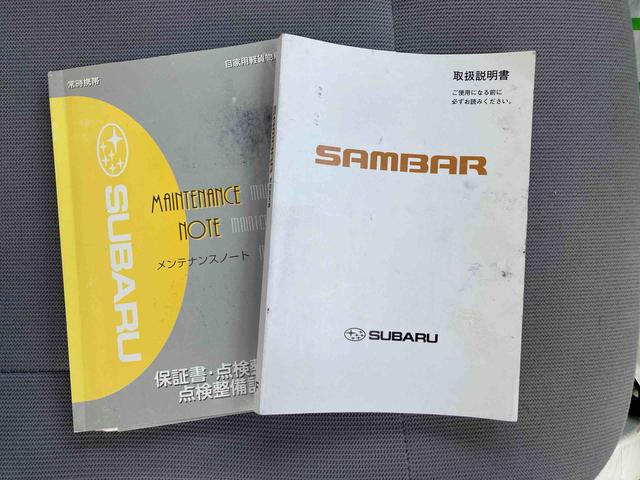 常時携帯
自家用軽貨物
SUBARU
MAINTENANCE MAI
NOTE MAINTE
メンテナンスノート
保証書・点検整
点検整備
取扱説明書
ご使用になる前に
必ずお読みください。
SAMBAR
SUBARU